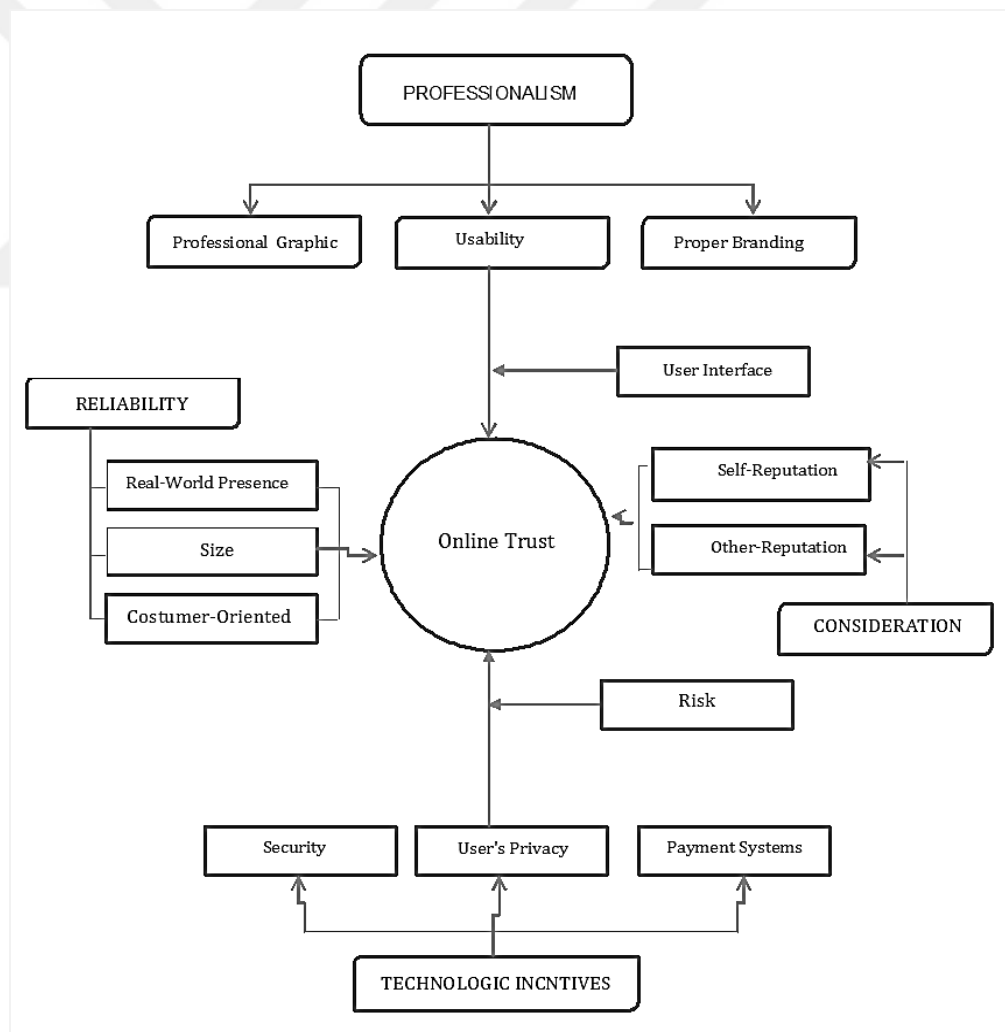 PROFESSIONALISM
Professional Graphic
Usability
Proper Branding
User Interface
RELIABILITY
Real-World Presence
Size
Costumer-Oriented
Online Trust
Self-Reputation
Other-Reputation
CONSIDERATION
Risk
Security
User's Privacy
Payment Systems
TECHNOLOGIC INCNTIVES